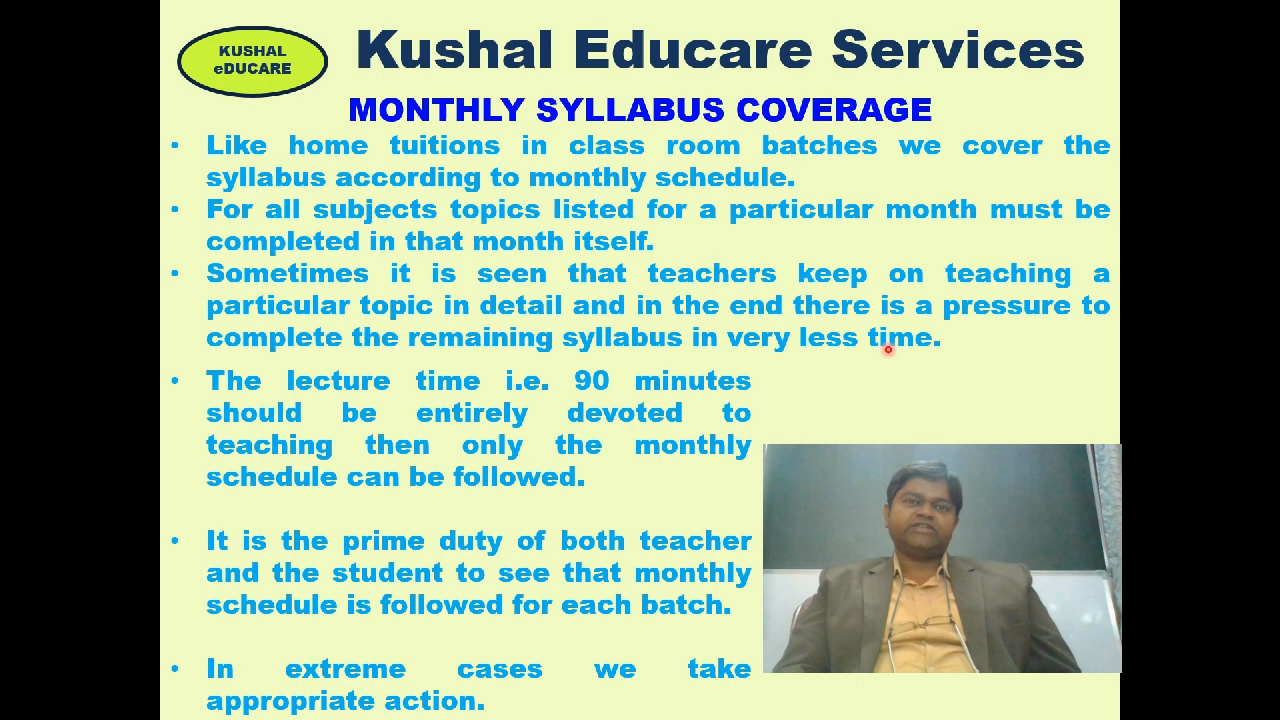 KUSHAL
eDUCARE
Kushal Educare Services
MONTHLY SYLLABUS COVERAGE
• Like home tuitions in class room batches we cover the
syllabus according to monthly schedule.
• For all subjects topics listed for a particular month must be
completed in that month itself.
• Sometimes it is seen that teachers keep on teaching a
particular topic in detail and in the end there is a pressure to
complete the remaining syllabus in very less time.
• The lecture time i.e. 90 minutes
should be entirely devoted to
teaching then only the monthly
schedule can be followed.
• It is the prime duty of both teacher
and the student to see that monthly
schedule is followed for each batch.
• In extreme cases we take
appropriate action.